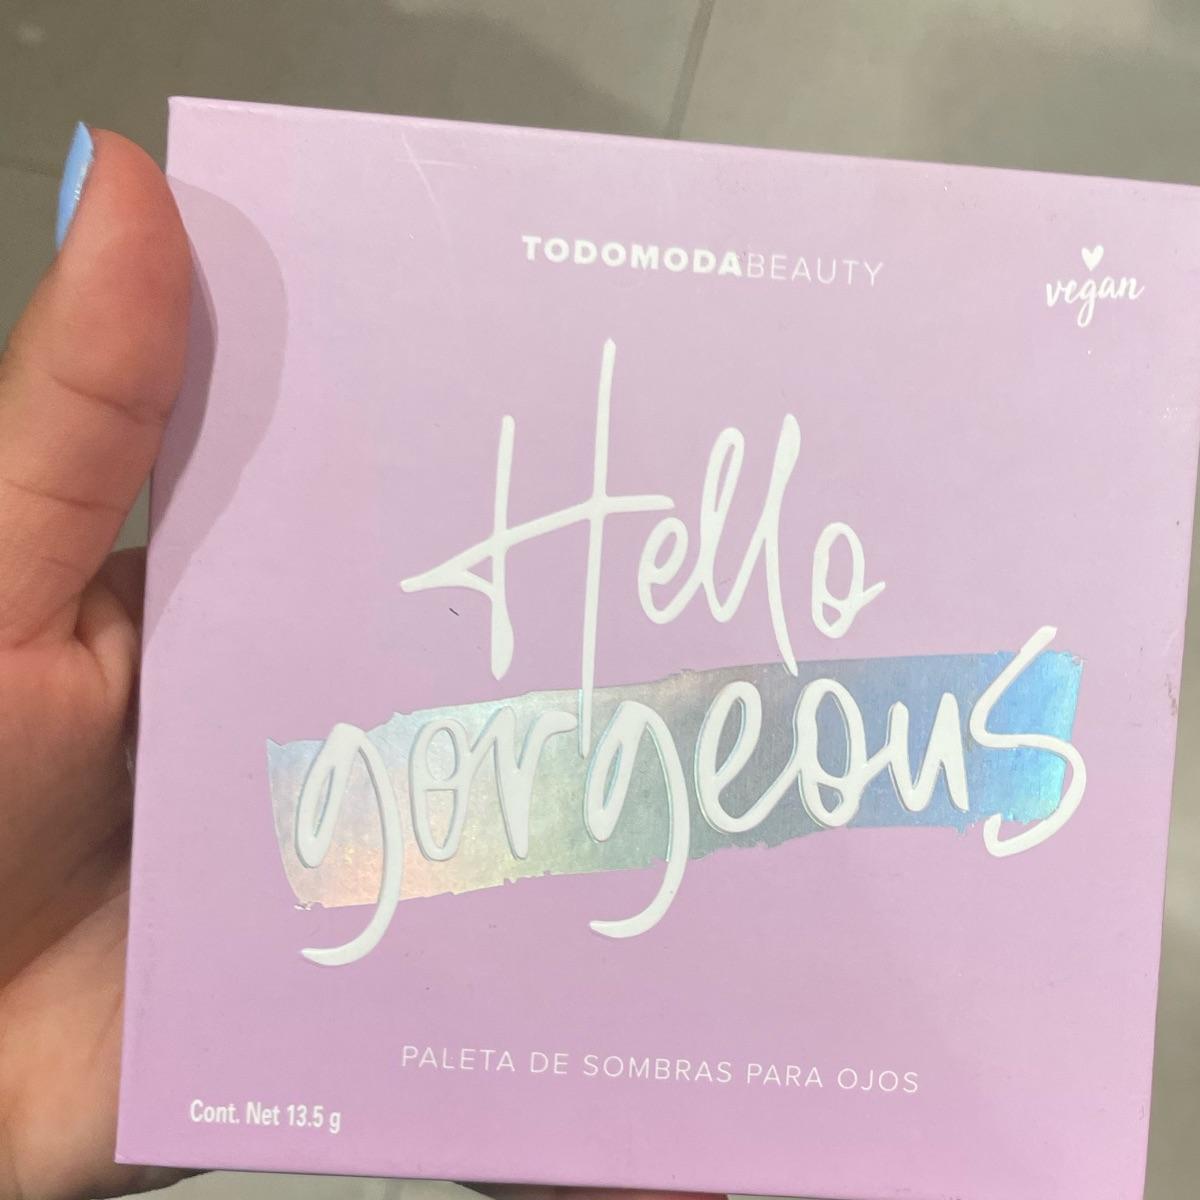 TODOMODABEAUTY
vegan
Hello
gorgeous
PALETA DE SOMBRAS PARA OJOS
Cont. Net 13.5 g